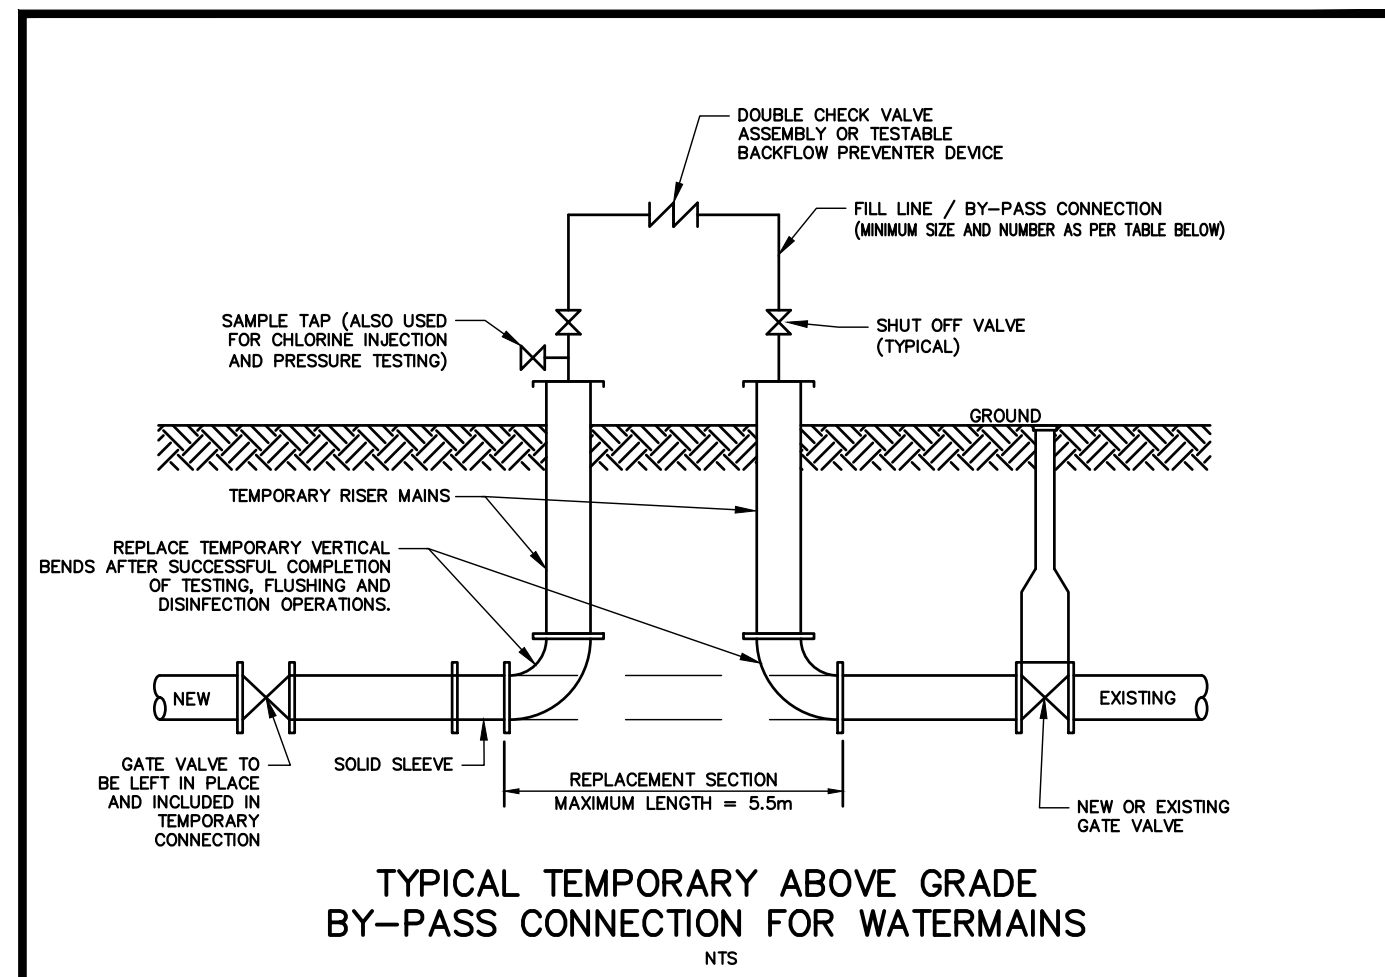 DOUBLE CHECK VALVE
ASSEMBLY OR TESTABLE
BACKFLOW PREVENTER DEVICE
FILL LINE / BY-PASS CONNECTION
(MINIMUM SIZE AND NUMBER AS PER TABLE BELOW)
SAMPLE TAP (ALSO USED
FOR CHLORINE INJECTION
AND PRESSURE TESTING)
SHUT OFF VALVE
(TYPICAL)
GROUND
TEMPORARY RISER MAINS
REPLACE TEMPORARY VERTICAL
BENDS AFTER SUCCESSFUL COMPLETION
OF TESTING, FLUSHING AND
DISINFECTION OPERATIONS.
NEW
EXISTING
GATE VALVE TO
BE LEFT IN PLACE
AND INCLUDED IN
TEMPORARY
CONNECTION
SOLID SLEEVE
REPLACEMENT SECTION
MAXIMUM LENGTH = 5.5m
NEW OR EXISTING
GATE VALVE
TYPICAL TEMPORARY ABOVE GRADE
BY-PASS CONNECTION FOR WATERMAINS
NTS